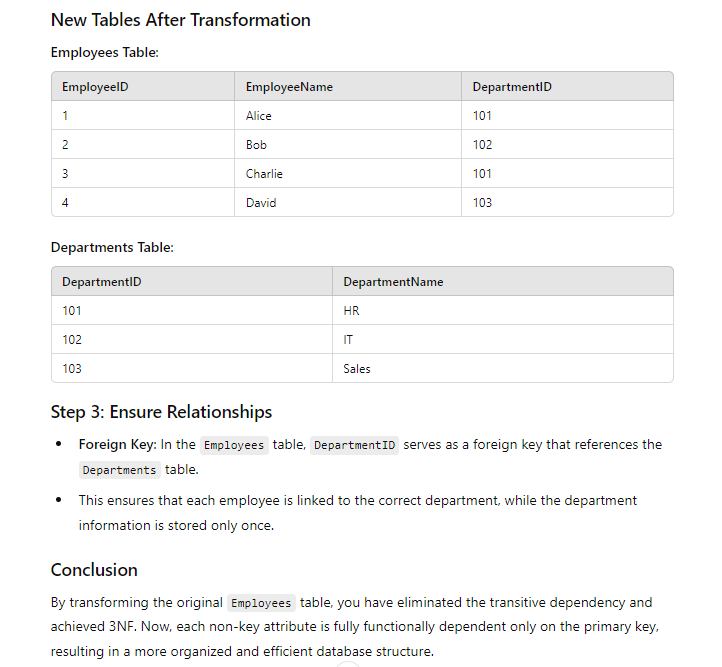 New Tables After Transformation
Employees Table:
EmployeeID EmployeeName DepartmentID
1 Alice 101
2 Bob 102
3 Charlie 101
4 David 103
Departments Table:
DepartmentID DepartmentName
101 HR
102 IT
103 Sales
Step 3: Ensure Relationships
• Foreign Key: In the Employees table, DepartmentID serves as a foreign key that references the
Departments table.
• This ensures that each employee is linked to the correct department, while the department
information is stored only once.
Conclusion
By transforming the original Employees table, you have eliminated the transitive dependency and
achieved 3NF. Now, each non-key attribute is fully functionally dependent only on the primary key,
resulting in a more organized and efficient database structure.